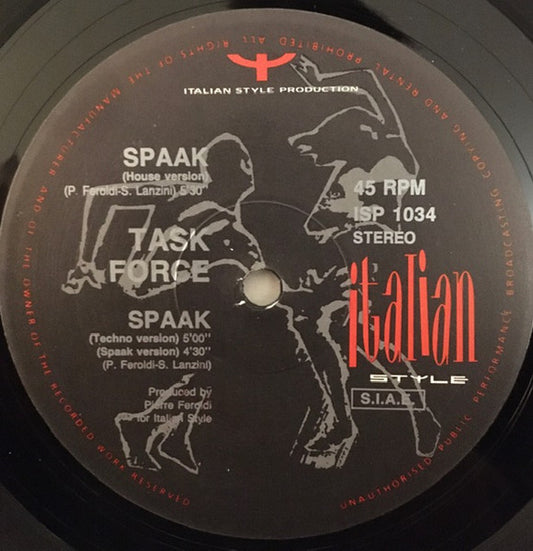 ALL RIGHTS OF THE MANUFACTURER AND OF THE OWNER OF THE RECORDED WORK RESERVED
UNAUTHORISED PUBLIC PERFORMANCE BROADCASTING COPYING AND RENTAL PROHIBITED
ITALIAN STYLE PRODUCTION
SPAAK
(House version)
(P. Feroldi-S. Lanzini) 5'30"
45 RPM
ISP 1034
STEREO
TASK
FORCE
SPAAK
(Techno version) 5'00"
(Spaak version) 4'30"
(P. Feroldi-S. Lanzini)
Produced by
Pierre Feroldi
for Italian Style
italian
STYLE
S.I.A.E.